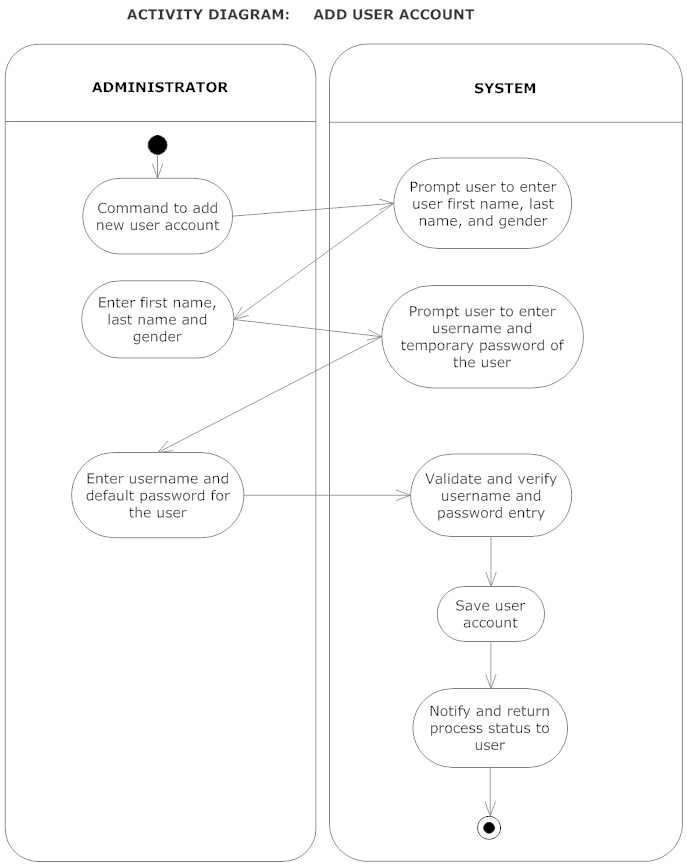 ACTIVITY DIAGRAM: ADD USER ACCOUNT
ADMINISTRATOR
SYSTEM
Command to add
new user account
Prompt user to enter
user first name, last
name, and gender
Enter first name,
last name and
gender
Prompt user to enter
username and
temporary password of
the user
Enter username and
default password for
the user
Validate and verify
username and
password entry
Save user
account
Notify and return
process status to
user